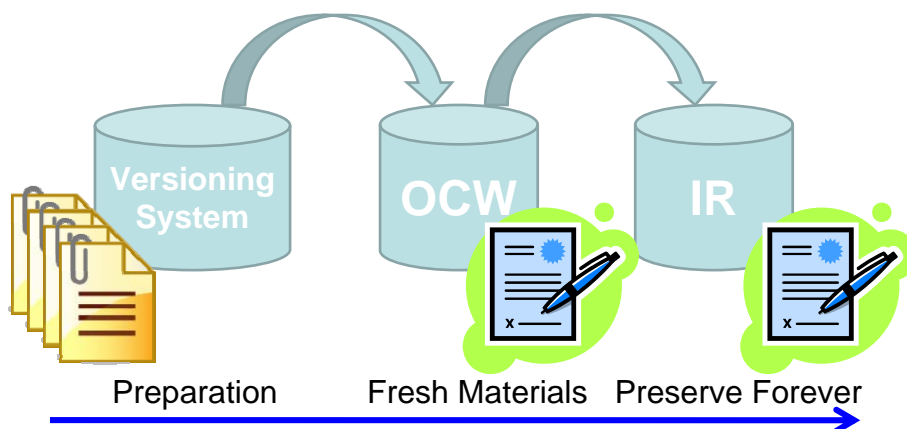 Versioning
System
OCW
IR
x
x
Preparation
Fresh Materials
Preserve Forever